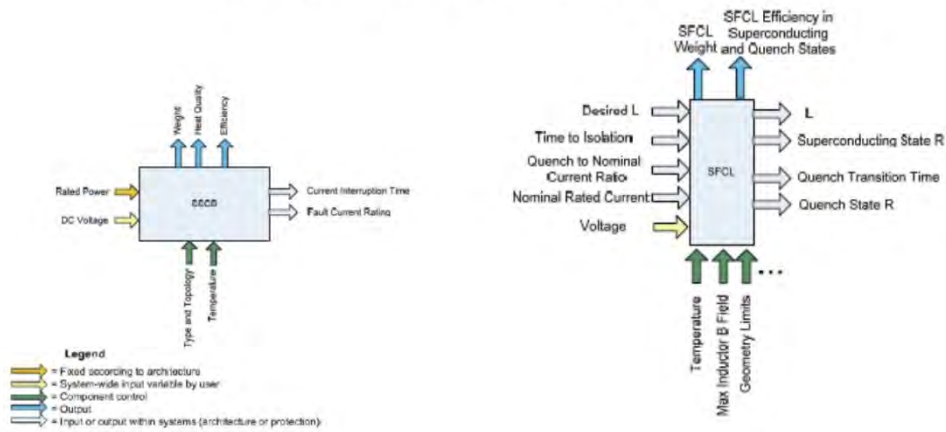 Weight
Heat Quality
Efficiency
Rated Power
DC Voltage
SSCB
Current Interruption Time
Fault Current Rating
Type and Topology
Temperature
Legend
= Fixed according to architecture
= System-wide input variable by user
= Component control
= Output
= Input or output within systems (architecture or protection)
SFCL
Weight
SFCL Efficiency in
Superconducting
and Quench States
Desired L
Time to Isolation
Quench to Nominal
Current Ratio
Nominal Rated Current
Voltage
SFCL
L
Superconducting State R
Quench Transition Time
Quench State R
Temperature
Max Inductor B Field
Geometry Limits
...